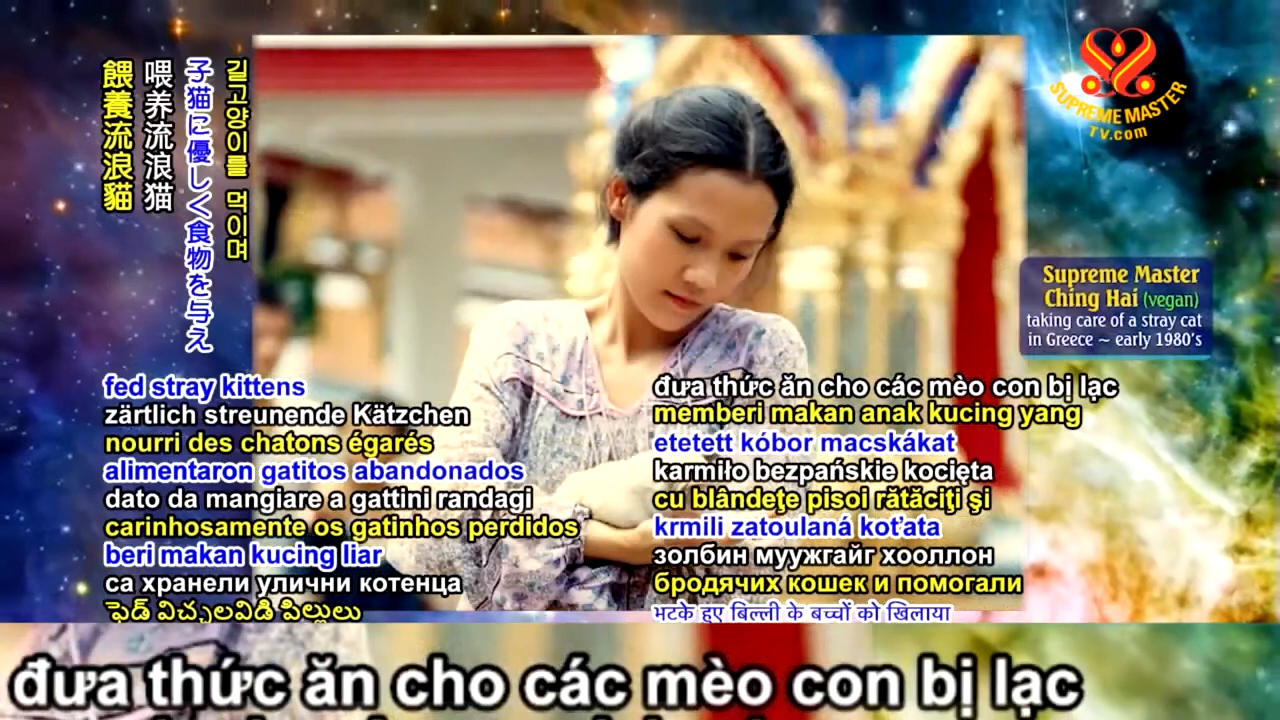 餵養流浪貓
喂养流浪猫
子猫に優しく食物を与え
길고양이를 먹이며
SUPREME MASTER
TV.com
Supreme Master
Ching Hai (vegan)
taking care of a stray cat
in Greece ~ early 1980's
fed stray kittens
zärtlich streunende Kätzchen
nourri des chatons égarés
alimentaron gatitos abandonados
dato da mangiare a gattini randagi
carinhosamente os gatinhos perdidos
beri makan kucing liar
са хранели улични котенца
ఫెడ్ విచ్చలవిడి పిల్లులు
đưa thức ăn cho các mèo con bị lạc
memberi makan anak kucing yang
etetett kóbor macskákat
karmiło bezpańskie kocięta
cu blândeţe pisoi rătăciţi şi
krmili zatoulaná koťata
золбин муужгайг хооллон
бродячих кошек и помогали
भटके हुए बिल्ली के बच्चों को खिलाया
đưa thức ăn cho các mèo con bị lạc